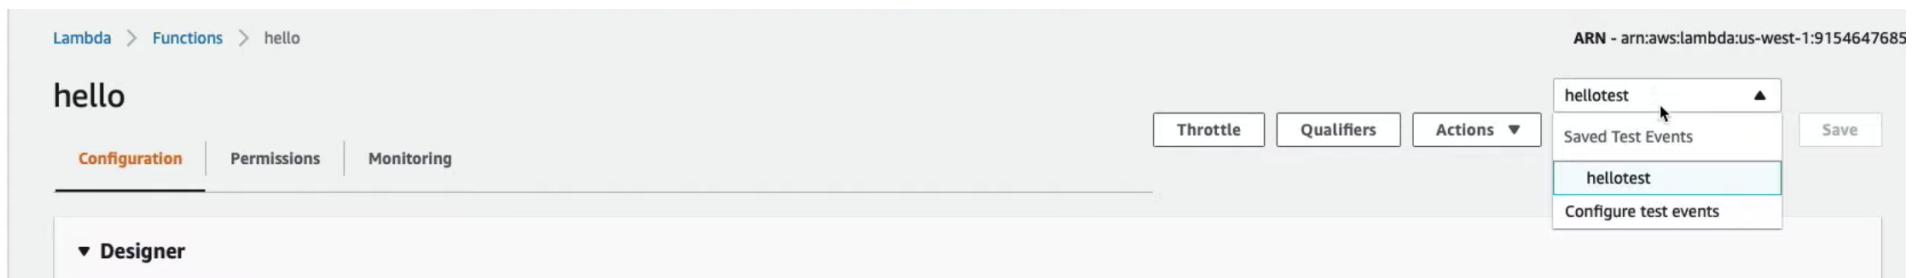 Lambda > Functions > hello
ARN - arn:aws:lambda:us-west-1:9154647685
hello
hellotest
Throttle
Qualifiers
Actions
Save
Saved Test Events
hellotest
Configure test events
Configuration
Permissions
Monitoring
Designer